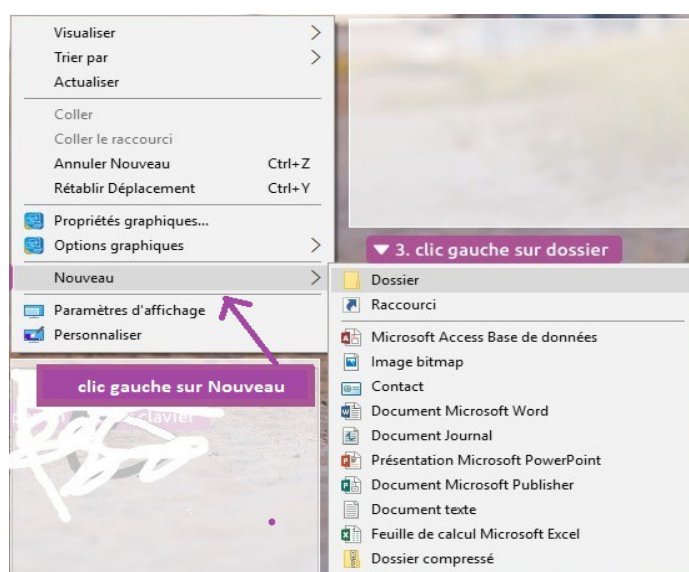 Visualiser
Trier par
Actualiser
Coller
Coller le raccourci
Annuler Nouveau Ctrl+Z
Rétablir Déplacement Ctrl+Y
Propriétés graphiques...
Options graphiques
Nouveau
Paramètres d'affichage
Personnaliser
clic gauche sur Nouveau
clavier
3. clic gauche sur dossier
Dossier
Raccourci
Microsoft Access Base de données
Image bitmap
Contact
Document Microsoft Word
Document Journal
Présentation Microsoft PowerPoint
Document Microsoft Publisher
Document texte
Feuille de calcul Microsoft Excel
Dossier compressé